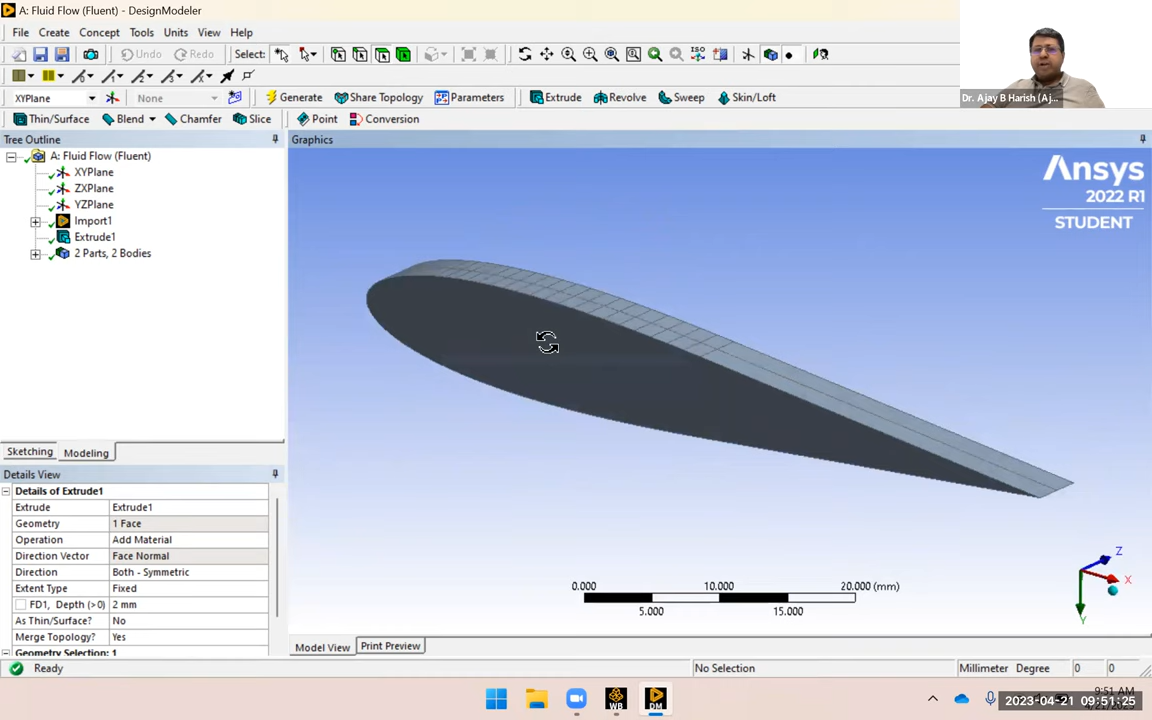 A: Fluid Flow (Fluent) - DesignModeler
File Create Concept Tools Units View Help
Undo Redo Select: ISO
XYPlane None Generate Share Topology Parameters Extrude Revolve Sweep Skin/Loft
Thin/Surface Blend Chamfer Slice Point Conversion
Dr. Ajay B Harish (Aj...
Tree Outline
A: Fluid Flow (Fluent)
XYPlane
ZXPlane
YZPlane
Import1
Extrude1
2 Parts, 2 Bodies
Sketching Modeling
Details View
Details of Extrude1
Extrude Extrude1
Geometry 1 Face
Operation Add Material
Direction Vector Face Normal
Direction Both - Symmetric
Extent Type Fixed
FD1, Depth (>0) 2 mm
As Thin/Surface? No
Merge Topology? Yes
Geometry Selection: 1
Graphics
Ansys
2022 R1
STUDENT
0.000 10.000 20.000 (mm)
5.000 15.000
Z
X
Y
Model View Print Preview
Ready No Selection Millimeter Degree 0 0
WB DM
9:51 AM
2023-04-21 09:51:25